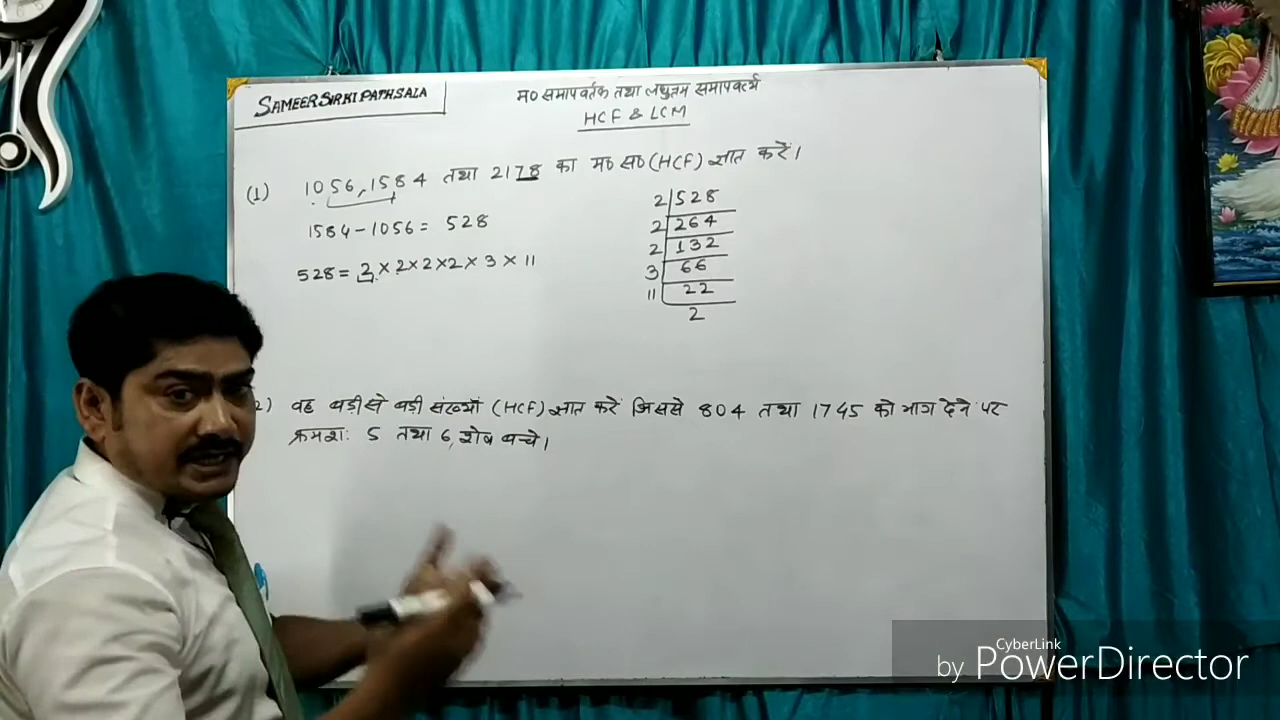 SAMEER SIR KI PATHSALA
म० समापवर्तक तथा लघुतम समापवर्त्य
HCF & LCM
(1) 1056, 1584 तथा 2178 का म० स० (HCF) ज्ञात करें।
1584 - 1056 = 528
528 = 2 × 2 × 2 × 2 × 3 × 11
2 | 528
2 | 264
2 | 132
3 | 66
11 | 22
2
2) वह बड़ी से बड़ी संख्या (HCF) ज्ञात करें जिससे 804 तथा 1745 को भाग देने पर
क्रमशः 5 तथा 6, शेष बचे।
CyberLink
by PowerDirector